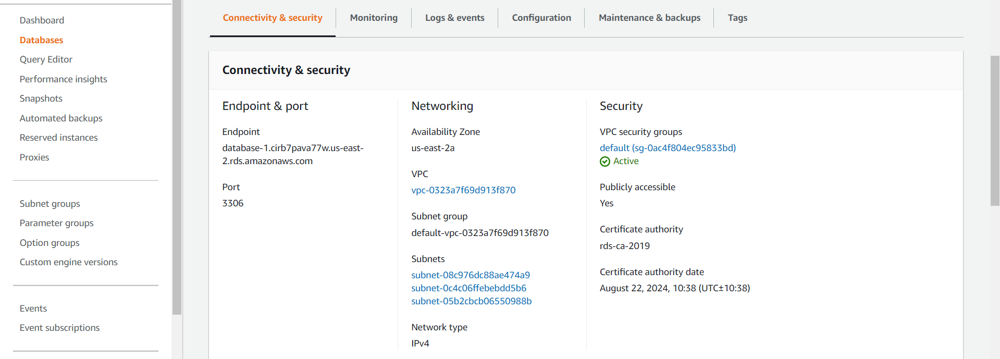 Dashboard
Databases
Query Editor
Performance insights
Snapshots
Automated backups
Reserved instances
Proxies
Subnet groups
Parameter groups
Option groups
Custom engine versions
Events
Event subscriptions
Connectivity & security
Monitoring
Logs & events
Configuration
Maintenance & backups
Tags
Connectivity & security
Endpoint & port
Endpoint
database-1.cirb7pava77w.us-east-
2.rds.amazonaws.com
Port
3306
Networking
Availability Zone
us-east-2a
VPC
vpc-0323a7f69d913f870
Subnet group
default-vpc-0323a7f69d913f870
Subnets
subnet-08c976dc88ae474a9
subnet-0c4c06ffebebdd5b6
subnet-05b2cbcb06550988b
Network type
IPv4
Security
VPC security groups
default (sg-0ac4f804ec95833bd)
Active
Publicly accessible
Yes
Certificate authority
rds-ca-2019
Certificate authority date
August 22, 2024, 10:38 (UTC±10:38)